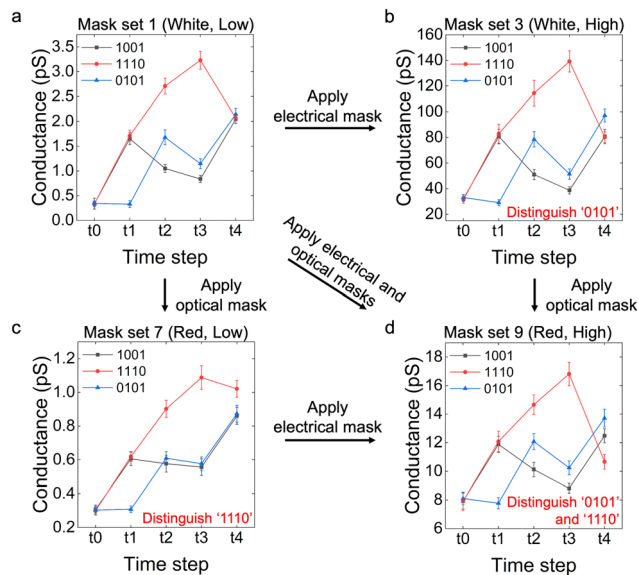 a
Mask set 1 (White, Low)
Conductance (pS)
3.5
3.0
2.5
2.0
1.5
1.0
0.5
0.0
1001
1110
0101
t0 t1 t2 t3 t4
Time step
Apply
electrical mask
b
Mask set 3 (White, High)
Conductance (pS)
160
140
120
100
80
60
40
20
1001
1110
0101
Distinguish '0101'
t0 t1 t2 t3 t4
Time step
Apply
optical mask
Apply electrical and
optical masks
Apply
optical mask
c
Mask set 7 (Red, Low)
Conductance (pS)
1.2
1.0
0.8
0.6
0.4
0.2
1001
1110
0101
Distinguish '1110'
t0 t1 t2 t3 t4
Time step
Apply
electrical mask
d
Mask set 9 (Red, High)
Conductance (pS)
18
16
14
12
10
8
6
1001
1110
0101
Distinguish '0101'
and '1110'
t0 t1 t2 t3 t4
Time step